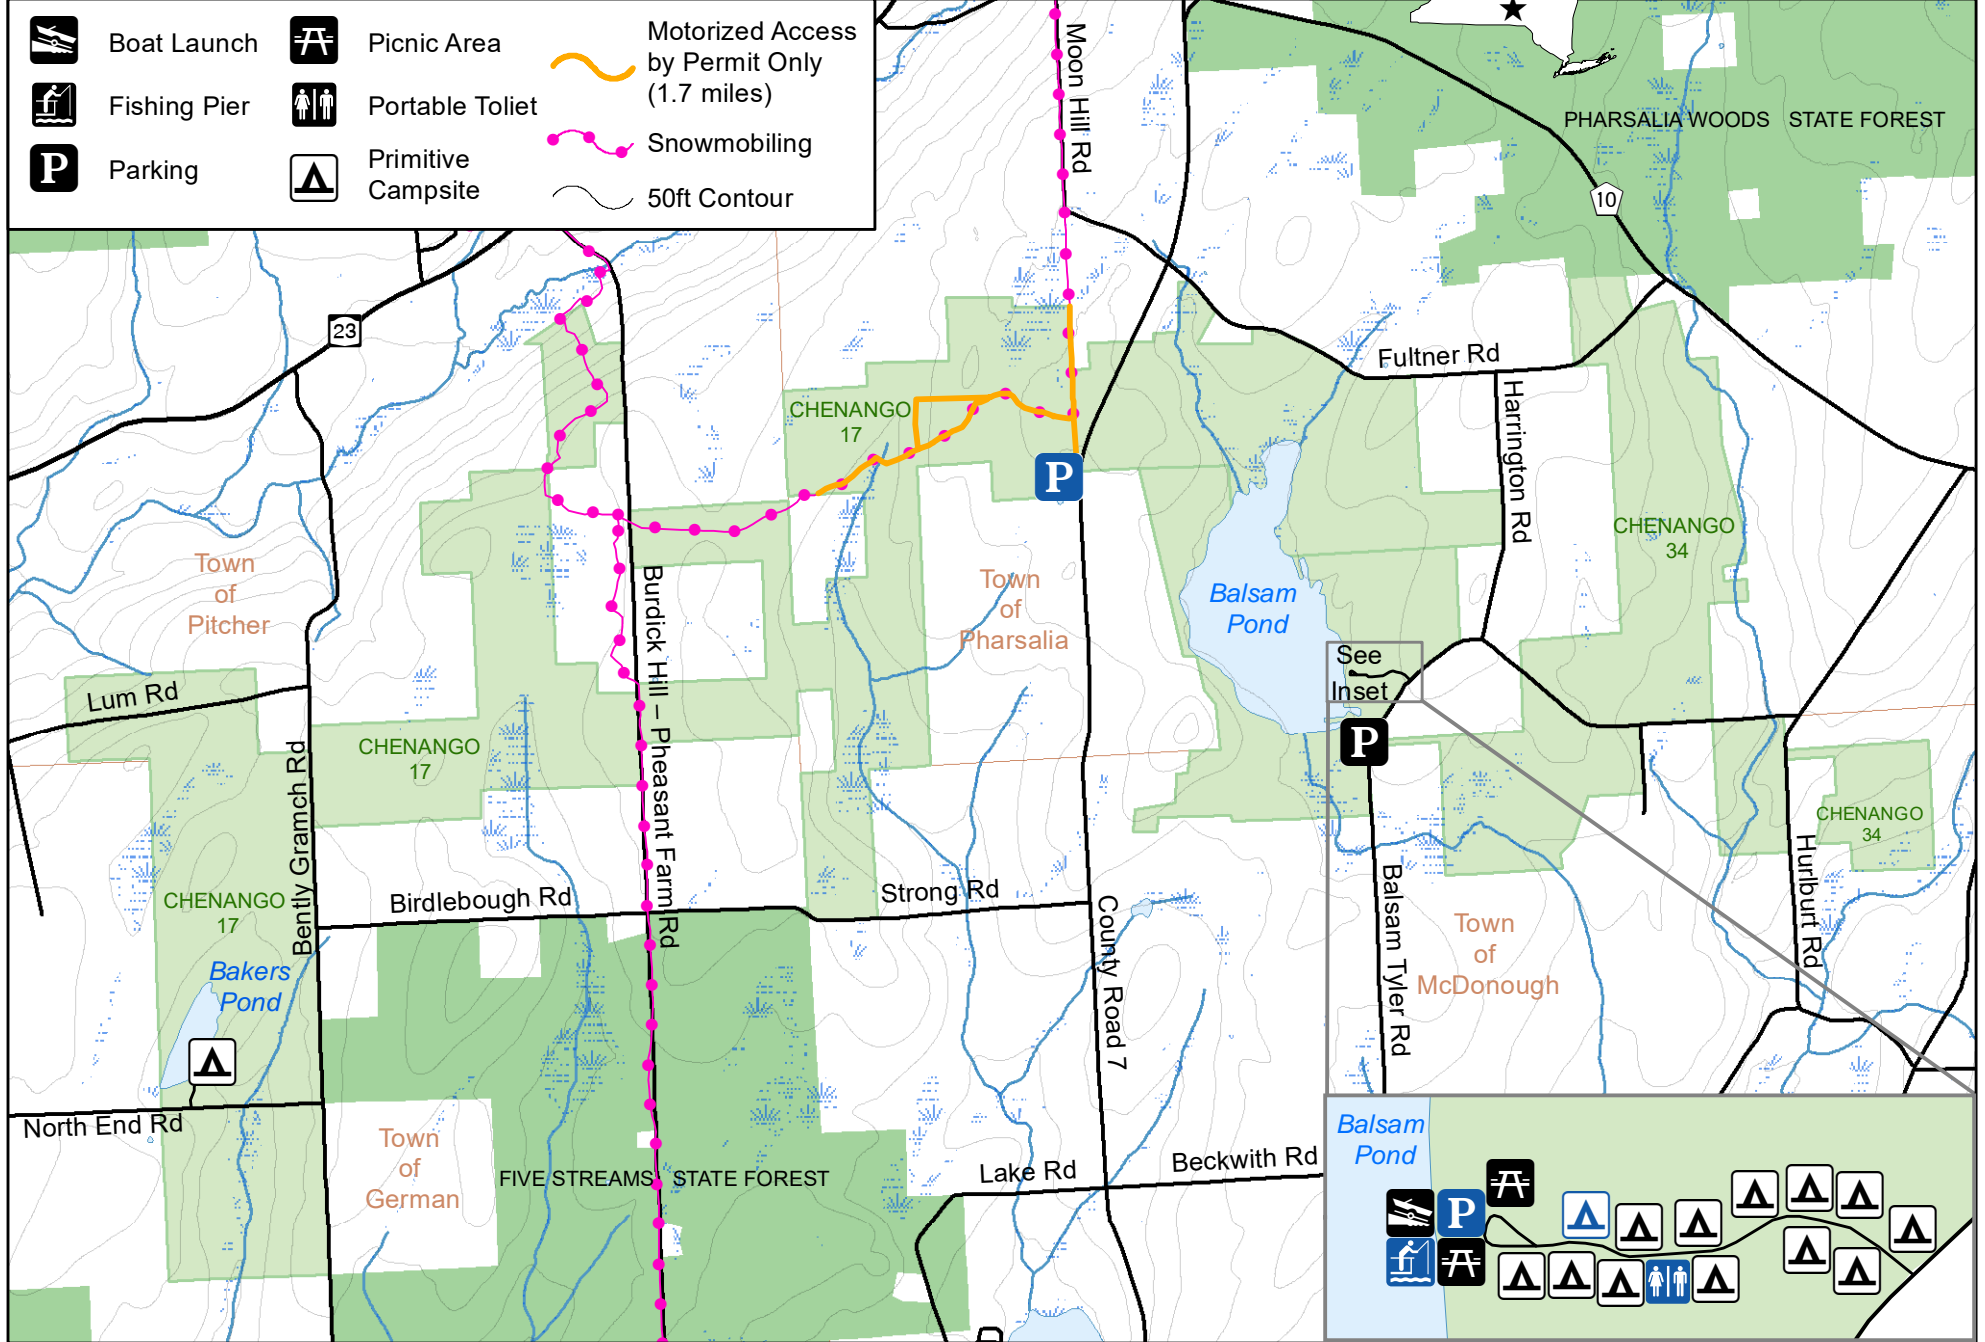 Boat Launch
Fishing Pier
P
Parking
Picnic Area
Portable Toliet
Primitive
Campsite
Motorized Access
by Permit Only
(1.7 miles)
Snowmobiling
50ft Contour
Moon Hill Rd
PHARSALIA WOODS STATE FOREST
10
23
Fultner Rd
Harrington Rd
CHENANGO
17
P
CHENANGO
34
Town
of
Pitcher
Town
of
Pharsalia
Balsam
Pond
Burdick Hill – Pheasant Farm Rd
See
Inset
Lum Rd
P
CHENANGO
17
Bently Gramch Rd
CHENANGO
34
Hurlburt Rd
Birdlebough Rd
Strong Rd
CHENANGO
17
Balsam Tyler Rd
County Road 7
Town
of
McDonough
Bakers
Pond
North End Rd
Town
of
German
FIVE STREAMS STATE FOREST
Lake Rd
Beckwith Rd
Balsam
Pond
P